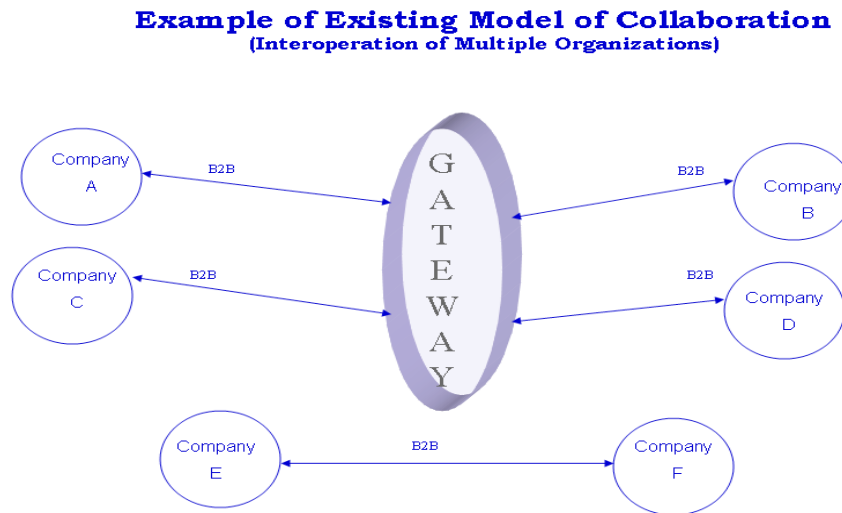 Example of Existing Model of Collaboration
(Interoperation of Multiple Organizations)
Company
A
B2B
G
A
T
E
W
A
Y
B2B
Company
B
Company
C
B2B
B2B
Company
D
Company
E
B2B
Company
F